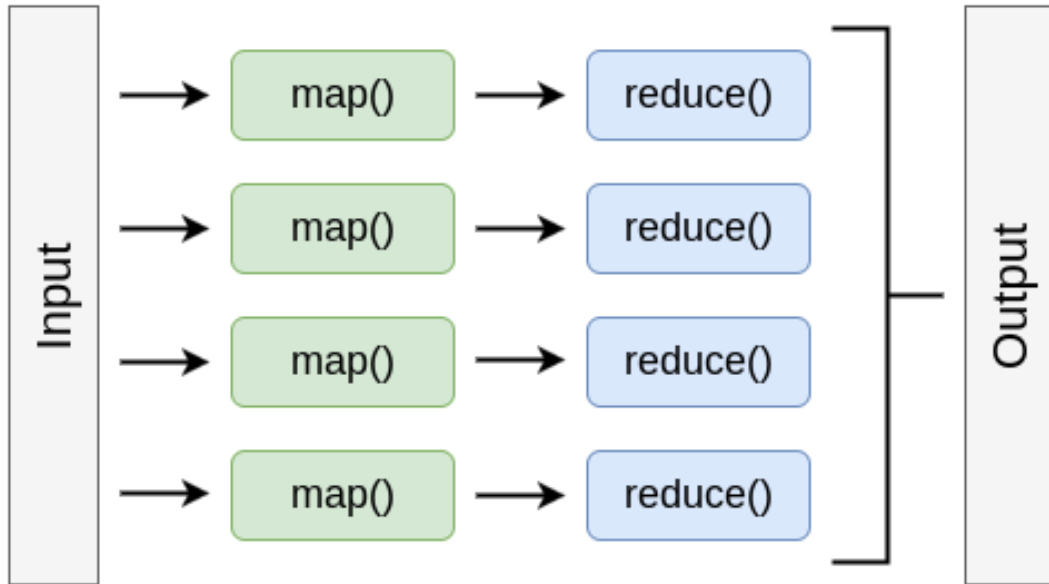 Input
map()
reduce()
map()
reduce()
map()
reduce()
map()
reduce()
Output